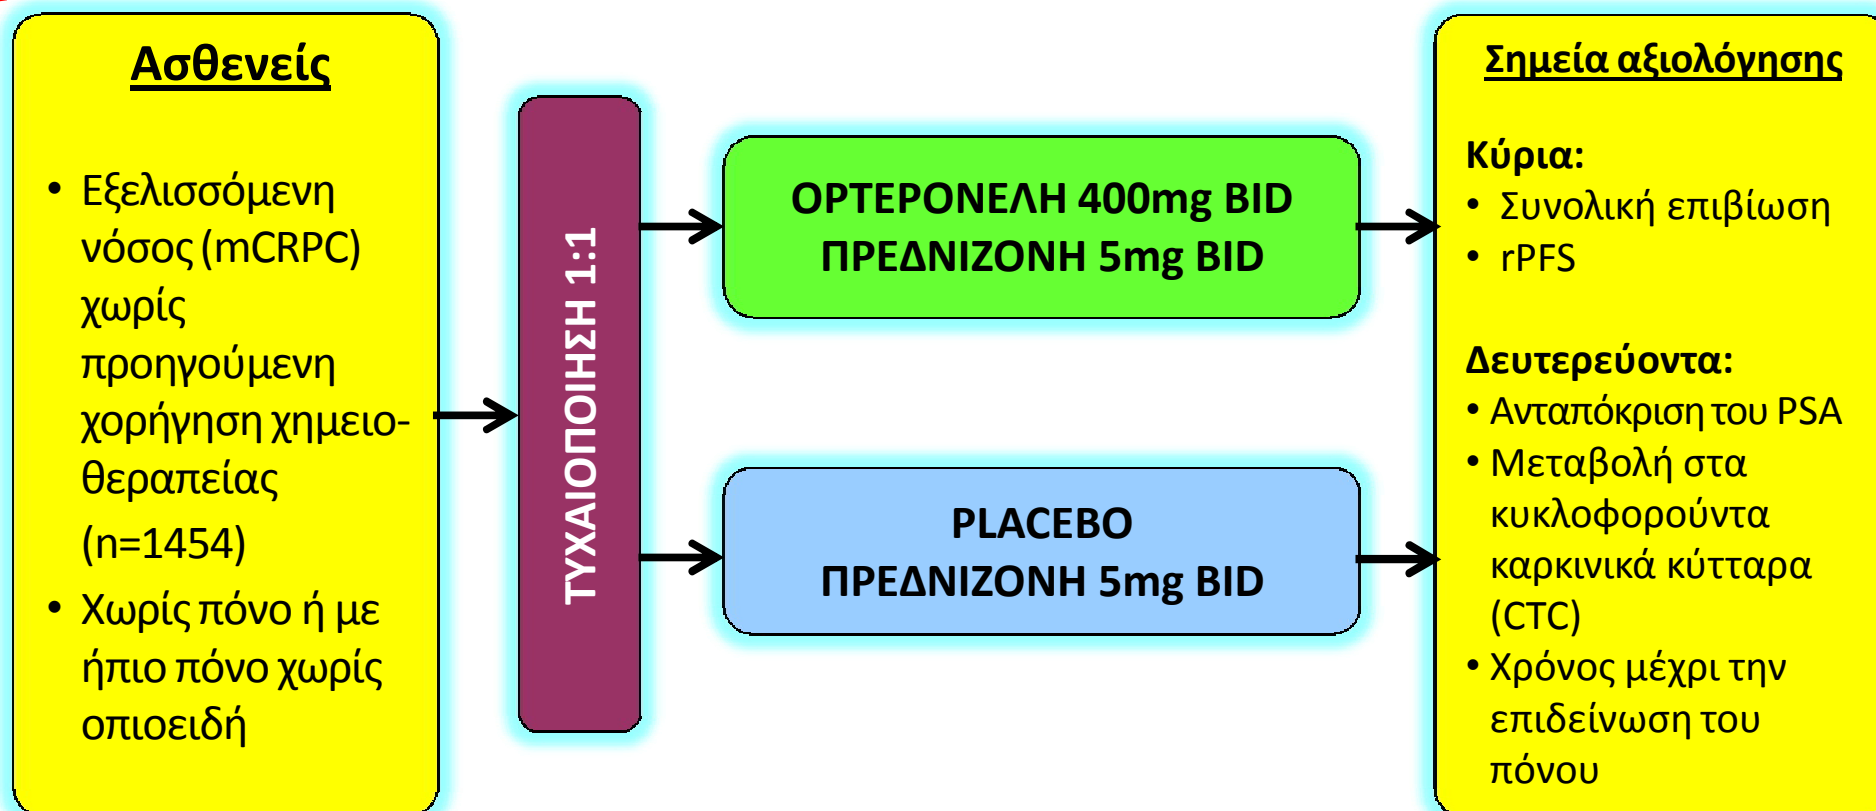 Ασθενείς
• Εξελισσόμενη
νόσος (mCRPC)
χωρίς
προηγούμενη
χορήγηση χημειο-
θεραπείας
(n=1454)
• Χωρίς πόνο ή με
ήπιο πόνο χωρίς
οπιοειδή
ΤΥΧΑΙΟΠΟΙΗΣΗ 1:1
ΟΡΤΕΡΟΝΕΛΗ 400mg BID
ΠΡΕΔΝΙΖΟΝΗ 5mg BID
PLACEBO
ΠΡΕΔΝΙΖΟΝΗ 5mg BID
Σημεία αξιολόγησης
Κύρια:
• Συνολική επιβίωση
• rPFS
Δευτερεύοντα:
• Ανταπόκριση του PSA
• Μεταβολή στα
κυκλοφορούντα
καρκινικά κύτταρα
(CTC)
• Χρόνος μέχρι την
επιδείνωση του
πόνου